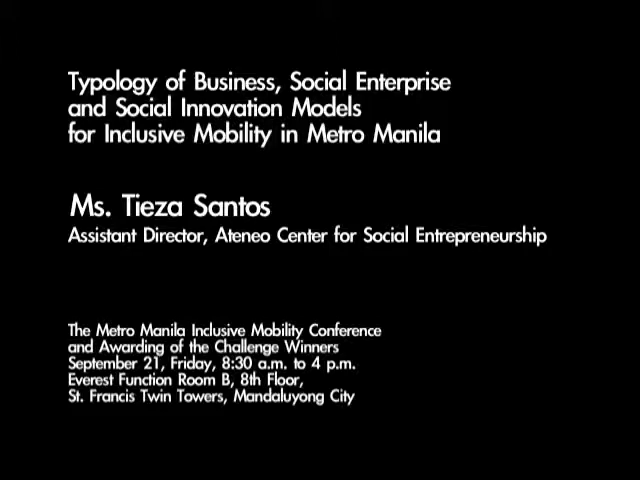 Typology of Business, Social Enterprise
and Social Innovation Models
for Inclusive Mobility in Metro Manila
Ms. Tieza Santos
Assistant Director, Ateneo Center for Social Entrepreneurship
The Metro Manila Inclusive Mobility Conference
and Awarding of the Challenge Winners
September 21, Friday, 8:30 a.m. to 4 p.m.
Everest Function Room B, 8th Floor,
St. Francis Twin Towers, Mandaluyong City